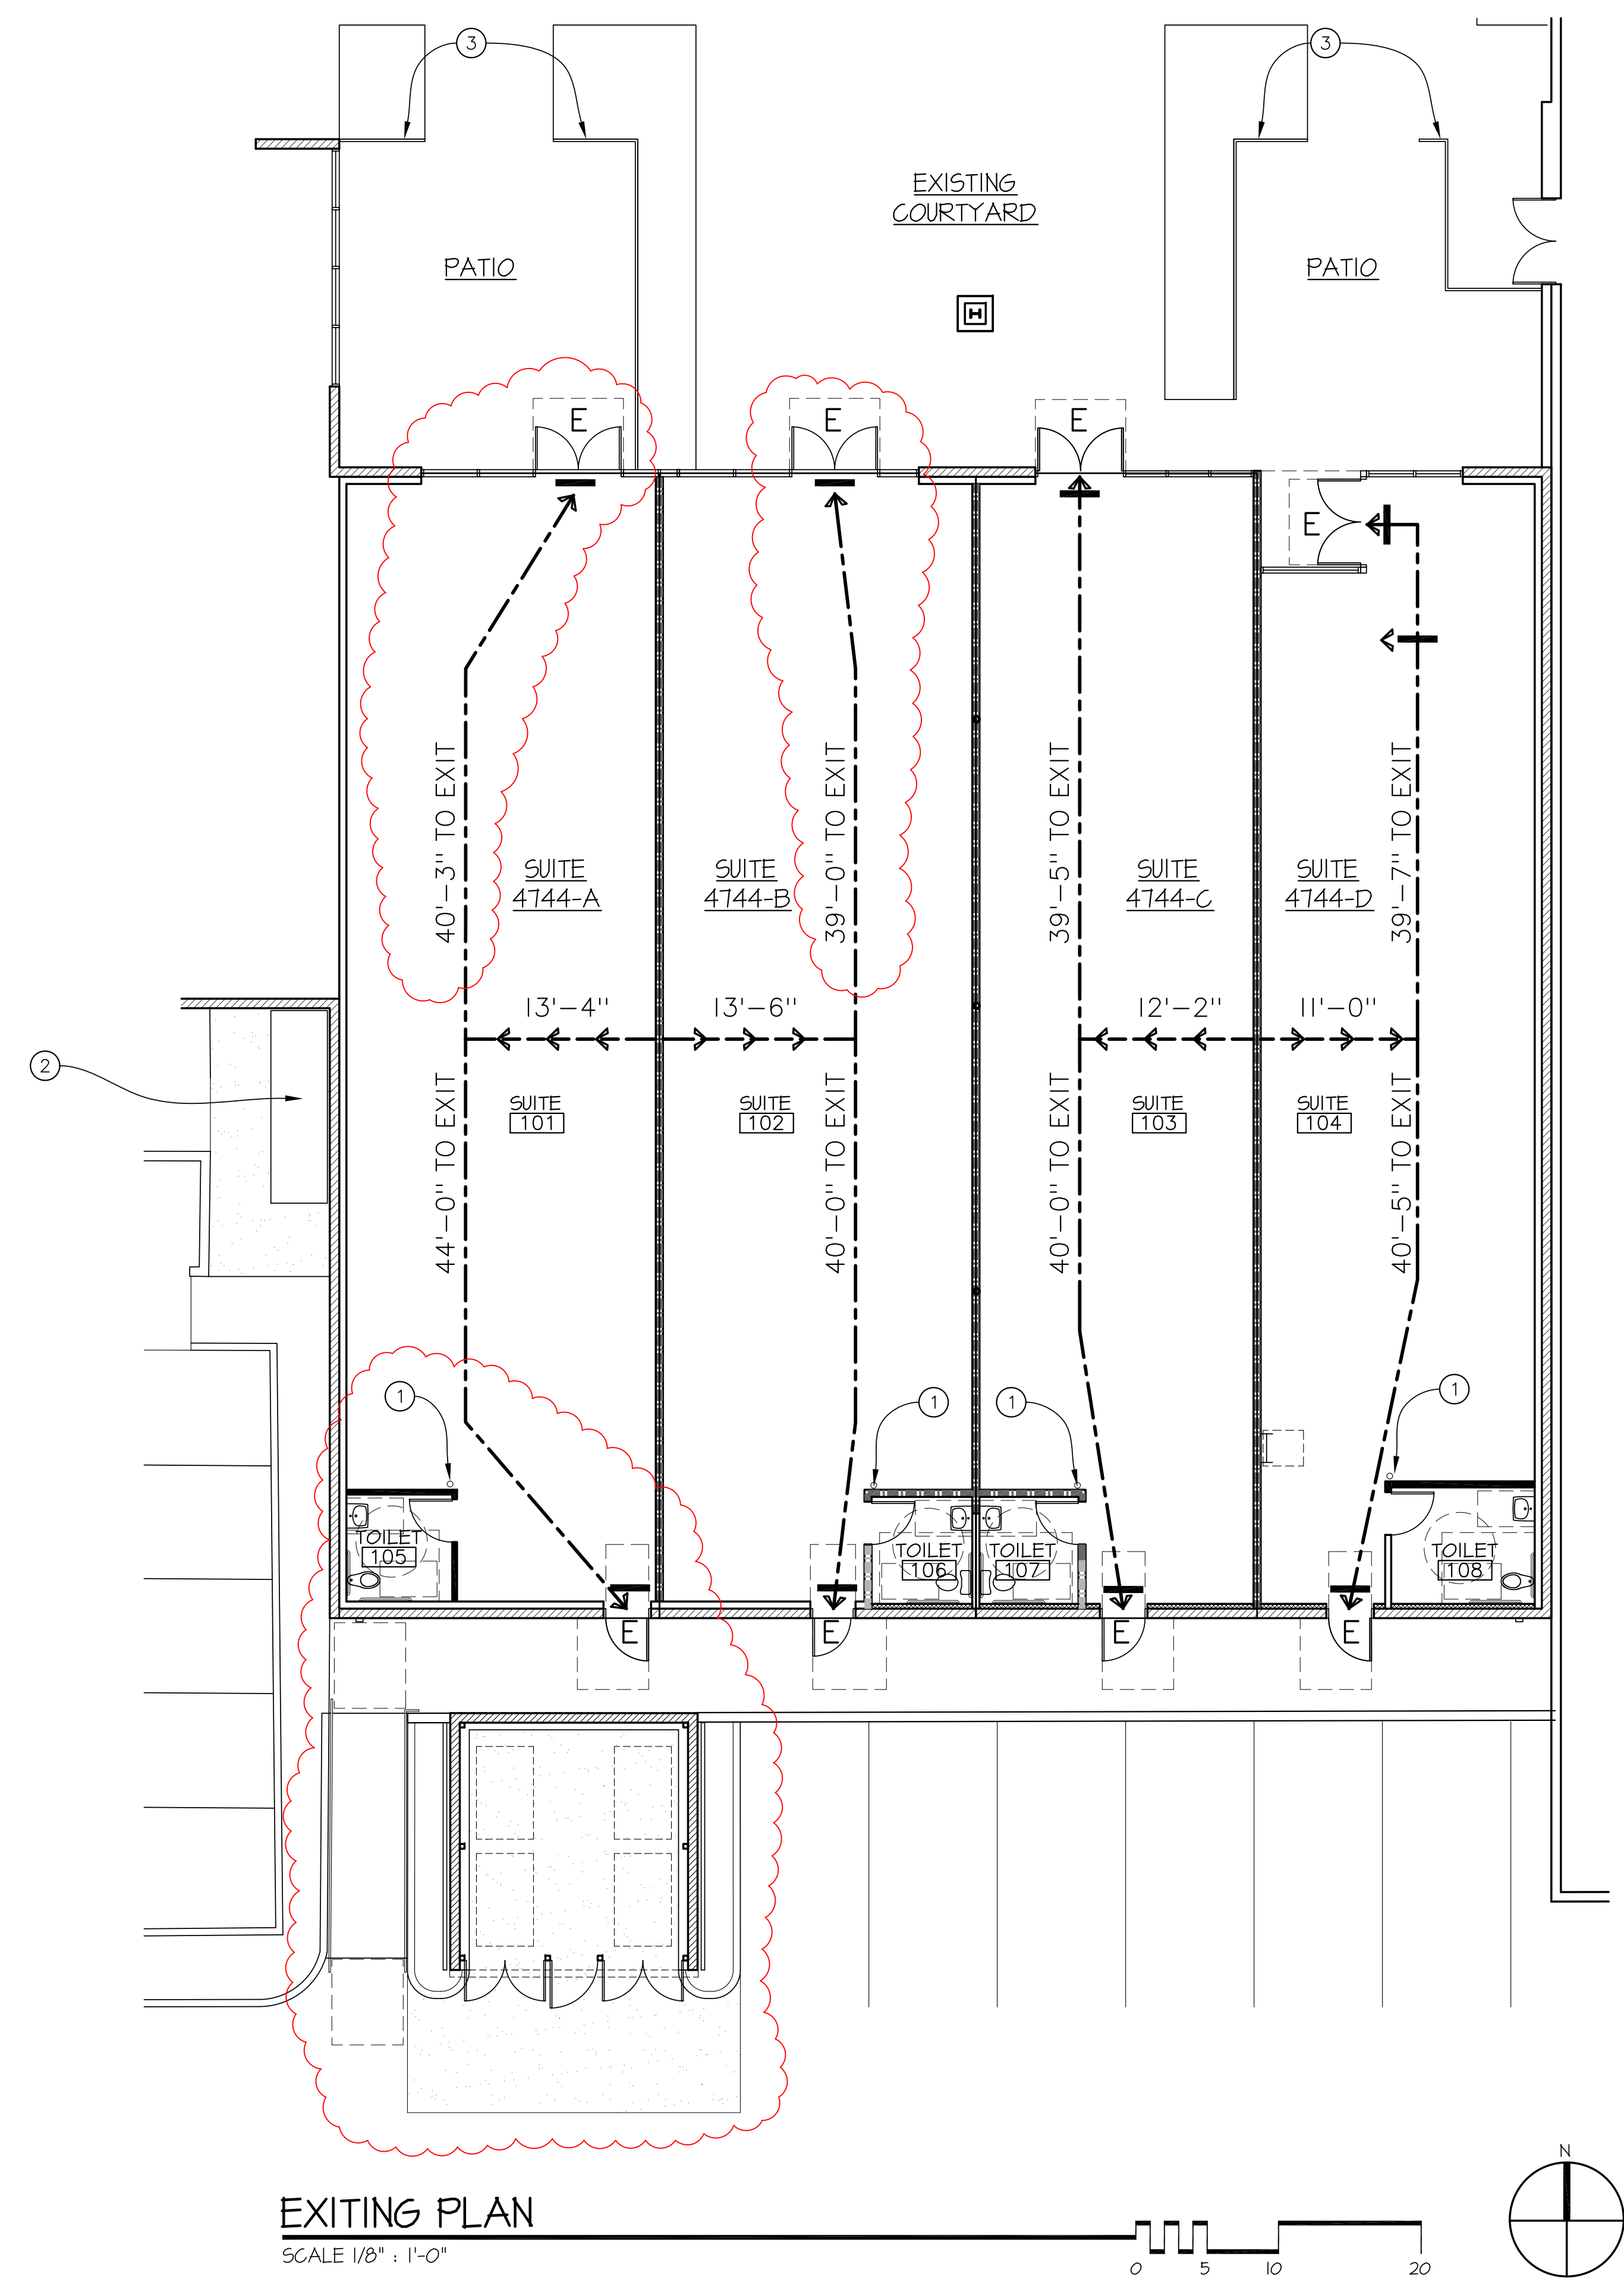 3
3
EXISTING
COURTYARD
PATIO
PATIO
H
E
E
E
E
40'-3" TO EXIT
39'-0" TO EXIT
39'-5" TO EXIT
39'-7" TO EXIT
SUITE
4744-A
SUITE
4744-B
SUITE
4744-C
SUITE
4744-D
13'-4"
13'-6"
12'-2"
11'-0"
2
44'-0" TO EXIT
40'-0" TO EXIT
40'-0" TO EXIT
40'-5" TO EXIT
SUITE
101
SUITE
102
SUITE
103
SUITE
104
1
1
1
1
TOILET
105
TOILET
106
TOILET
107
TOILET
108
E
E
E
E
N
EXITING PLAN
SCALE 1/8" : 1'-0"
0 5 10 20